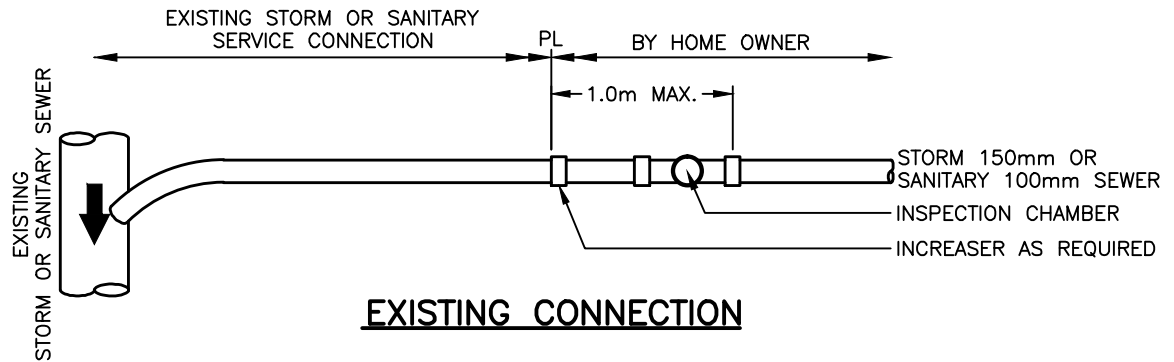 EXISTING STORM OR SANITARY
SERVICE CONNECTION
PL
BY HOME OWNER
1.0m MAX.
EXISTING
STORM OR SANITARY SEWER
STORM 150mm OR
SANITARY 100mm SEWER
INSPECTION CHAMBER
INCREASER AS REQUIRED
EXISTING CONNECTION